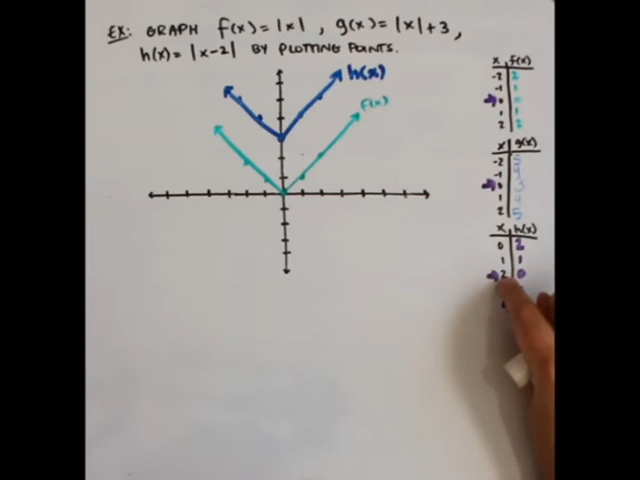 EX: GRAPH f(x) = |x| , g(x) = |x| + 3 ,
h(x) = |x-2| BY PLOTTING POINTS.
h(x)
f(x)
x f(x)
-2 2
-1 1
0 0
1 1
2 2
x g(x)
-2 5
-1 4
0 3
1 4
2 5
x h(x)
0 2
1 1
2 0